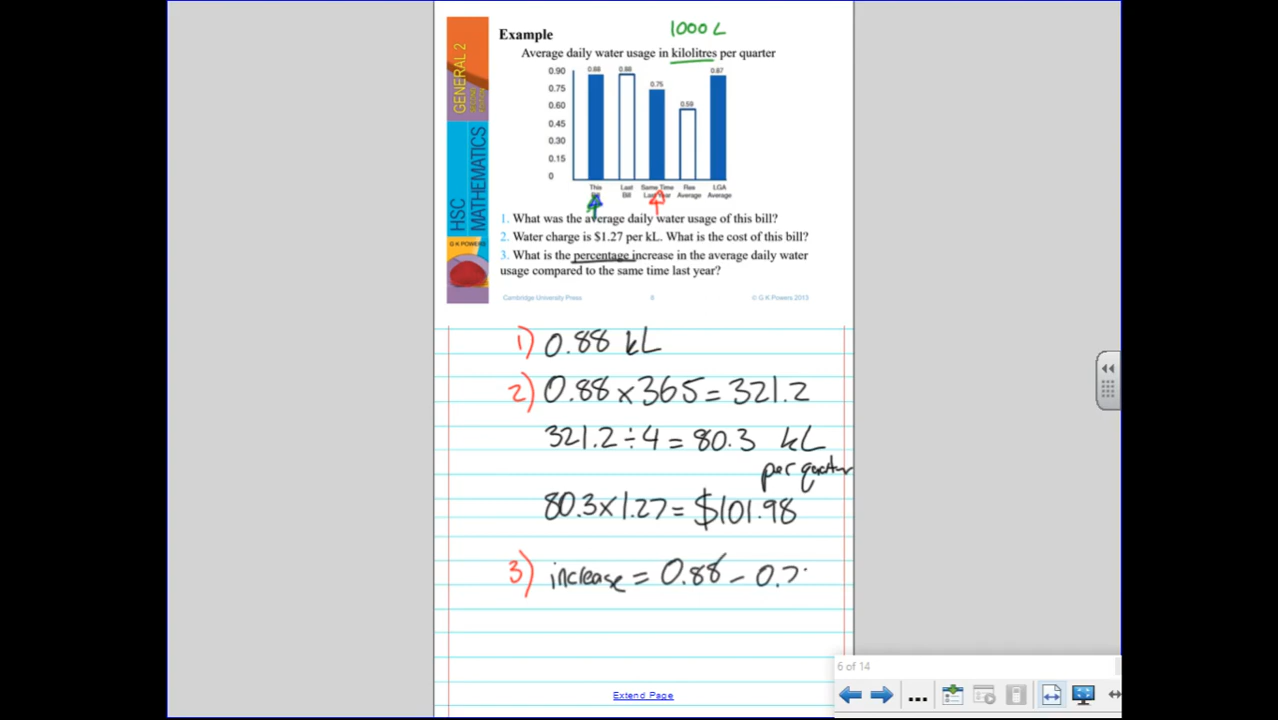 1000 L
Example
Average daily water usage in kilolitres per quarter
0.90
0.75
0.60
0.45
0.30
0.15
0
0.88
0.88
0.75
0.59
0.87
This Bill
Last Bill
Same Time Last Year
Res Average
LGA Average
GENERAL 2
HSC MATHEMATICS
G K POWERS
1. What was the average daily water usage of this bill?
2. Water charge is $1.27 per kL. What is the cost of this bill?
3. What is the percentage increase in the average daily water
usage compared to the same time last year?
Cambridge University Press 8 © G K Powers 2013
1) 0.88 kL
2) 0.88 x 365 = 321.2
321.2 ÷ 4 = 80.3 kL
per quarter
80.3 x 1.27 = $101.98
3) increase = 0.88 - 0.7
6 of 14
Extend Page